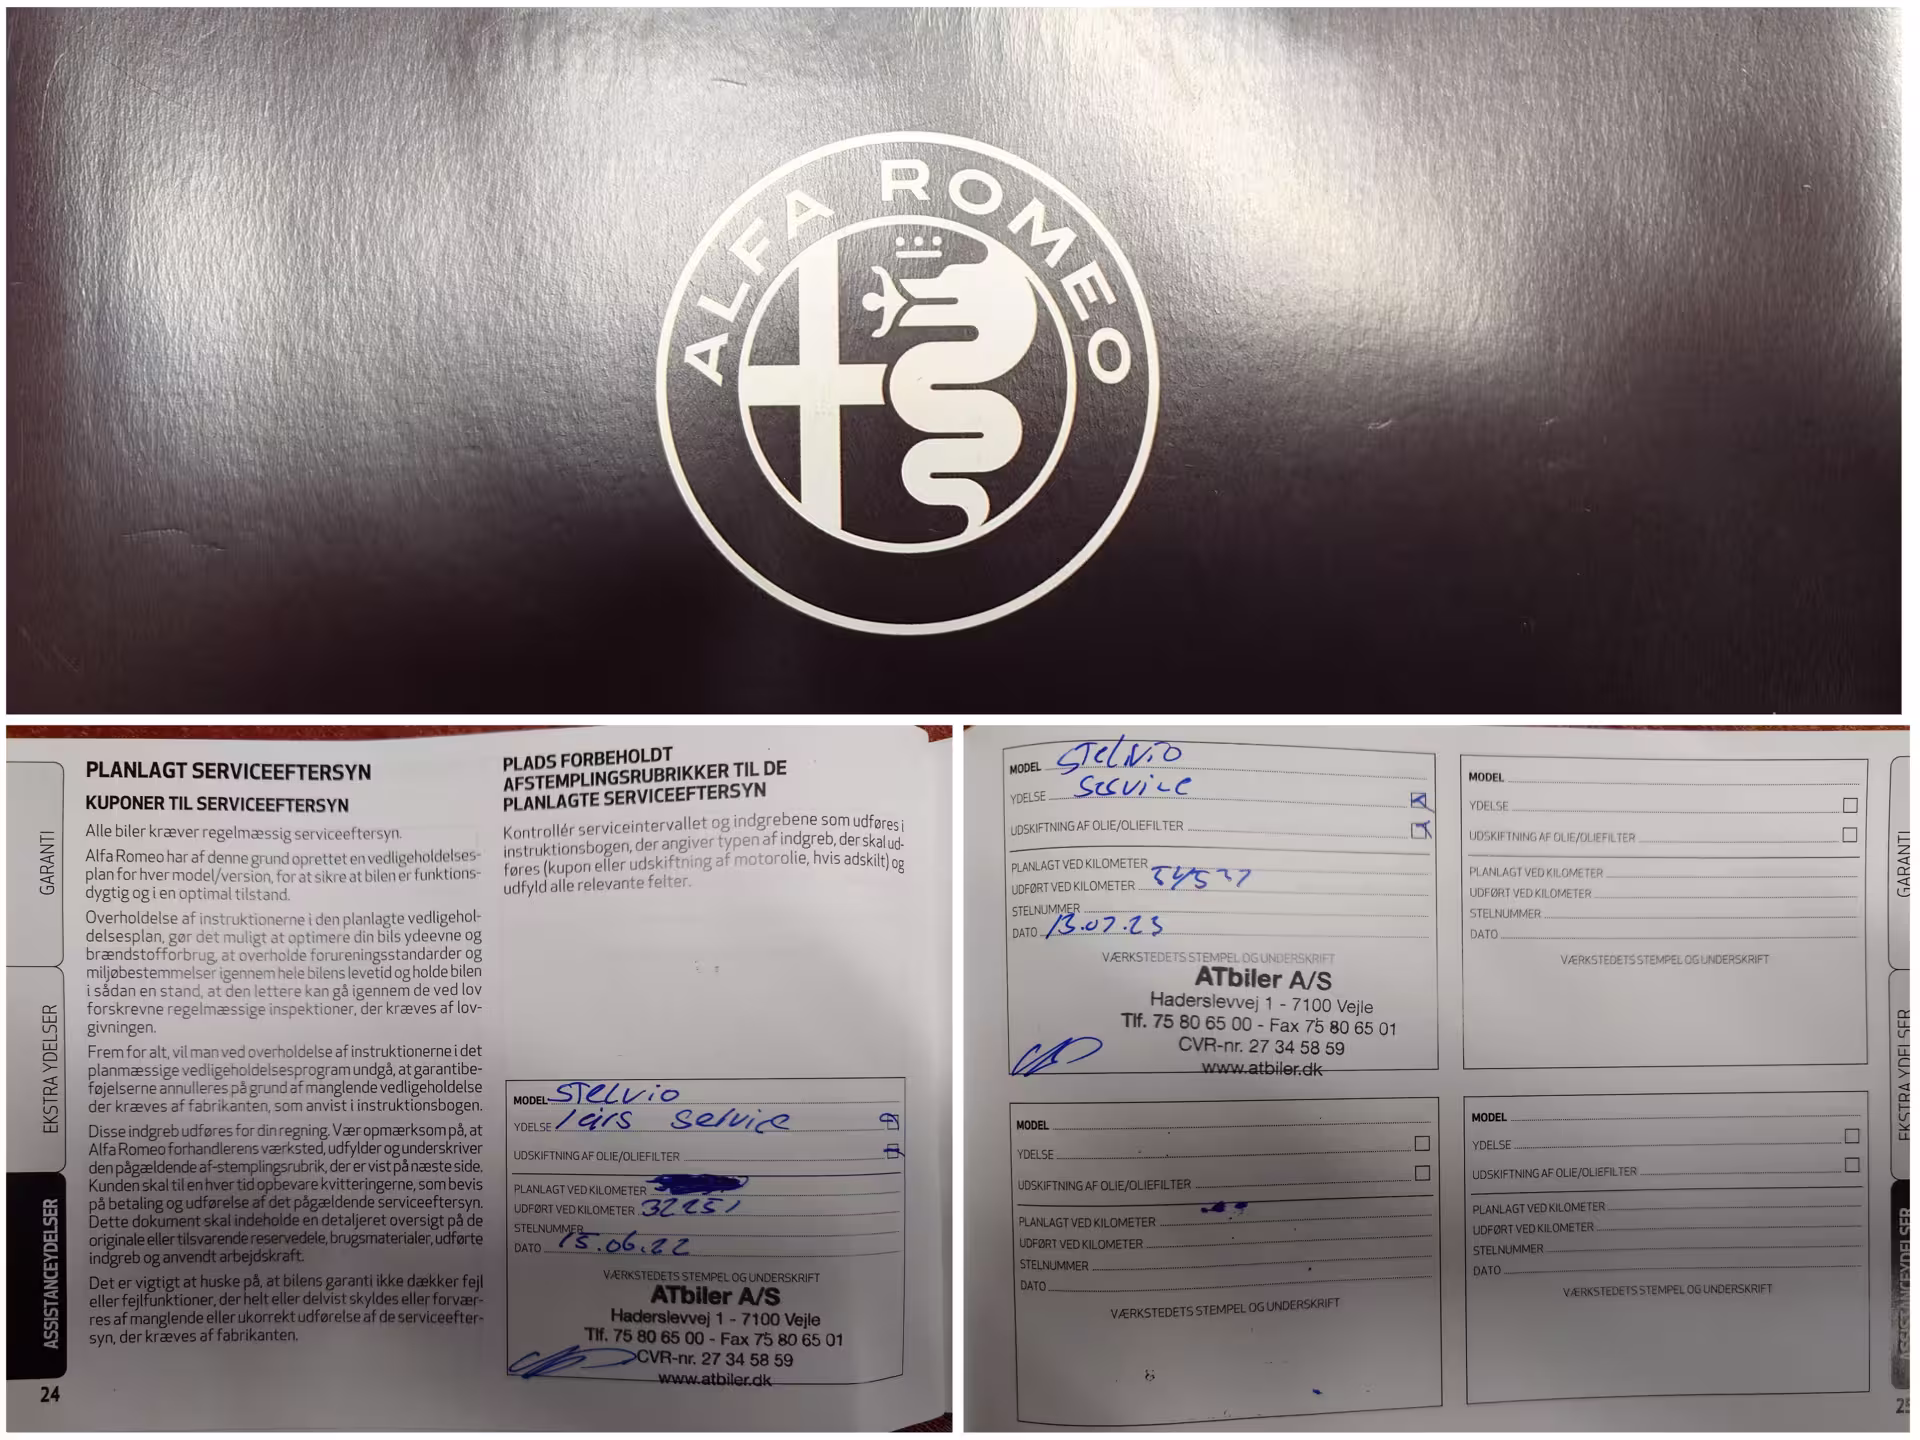 ALFA ROMEO
GARANTI
EKSTRA YDELSER
ASSISTANCEYDELSER
24
PLANLAGT SERVICEEFTERSYN
KUPONER TIL SERVICEEFTERSYN
Alle biler kræver regelmæssig serviceeftersyn.
Alfa Romeo har af denne grund oprettet en vedligeholdelses-
plan for hver model/version, for at sikre at bilen er funktions-
dygtig og i en optimal tilstand.
Overholdelse af instruktionerne i den planlagte vedligehol-
delsesplan, gør det muligt at optimere din bils ydeevne og
brændstofforbrug, at overholde forureningsstandarder og
miljøbestemmelser igennem hele bilens levetid og holde bilen
i sådan en stand, at den lettere kan gå igennem de ved lov
forskrevne regelmæssige inspektioner, der kræves af lov-
givningen.
Frem for alt, vil man ved overholdelse af instruktionerne i det
planmæssige vedligeholdelsesprogram undgå, at garantibe-
føjelserne annulleres på grund af manglende vedligeholdelse
der kræves af fabrikanten, som anvist i instruktionsbogen.
Disse indgreb udføres for din regning. Vær opmærksom på, at
Alfa Romeo forhandlerens værksted, udfylder og underskriver
den pågældende af-stemplingsrubrik, der er vist på næste side.
Kunden skal til en hver tid opbevare kvitteringerne, som bevis
på betaling og udførelse af det pågældende serviceeftersyn.
Dette dokument skal indeholde en detaljeret oversigt på de
originale eller tilsvarende reservedele, brugsmaterialer, udførte
indgreb og anvendt arbejdskraft.
Det er vigtigt at huske på, at bilens garanti ikke dækker fejl
eller fejlfunktioner, der helt eller delvist skyldes eller forvær-
res af manglende eller ukorrekt udførelse af de serviceefter-
syn, der kræves af fabrikanten.
PLADS FORBEHOLDT
AFSTEMPLINGSRUBRIKKER TIL DE
PLANLAGTE SERVICEEFTERSYN
Kontrollér serviceintervallet og indgrebene som udføres i
instruktionsbogen, der angiver typen af indgreb, der skal ud-
føres (kupon eller udskiftning af motorolie, hvis adskilt) og
udfyld alle relevante felter.
MODEL Stelvio
YDELSE 1 års service
UDSKIFTNING AF OLIE/OLIEFILTER
PLANLAGT VED KILOMETER
UDFØRT VED KILOMETER 32251
STELNUMMER
DATO 15.06.22
VÆRKSTEDETS STEMPEL OG UNDERSKRIFT
ATbiler A/S
Haderslevvej 1 - 7100 Vejle
Tlf. 75 80 65 00 - Fax 75 80 65 01
CVR-nr. 27 34 58 59
www.atbiler.dk
MODEL Stelvio
YDELSE Service
UDSKIFTNING AF OLIE/OLIEFILTER
PLANLAGT VED KILOMETER
UDFØRT VED KILOMETER
STELNUMMER
DATO 13.07.23
VÆRKSTEDETS STEMPEL OG UNDERSKRIFT
ATbiler A/S
Haderslevvej 1 - 7100 Vejle
Tlf. 75 80 65 00 - Fax 75 80 65 01
CVR-nr. 27 34 58 59
www.atbiler.dk
MODEL
YDELSE
UDSKIFTNING AF OLIE/OLIEFILTER
PLANLAGT VED KILOMETER
UDFØRT VED KILOMETER
STELNUMMER
DATO
VÆRKSTEDETS STEMPEL OG UNDERSKRIFT
MODEL
YDELSE
UDSKIFTNING AF OLIE/OLIEFILTER
PLANLAGT VED KILOMETER
UDFØRT VED KILOMETER
STELNUMMER
DATO
VÆRKSTEDETS STEMPEL OG UNDERSKRIFT
MODEL
YDELSE
UDSKIFTNING AF OLIE/OLIEFILTER
PLANLAGT VED KILOMETER
UDFØRT VED KILOMETER
STELNUMMER
DATO
VÆRKSTEDETS STEMPEL OG UNDERSKRIFT
GARANTI
EKSTRA YDELSER
ASSISTANCEYDELSER